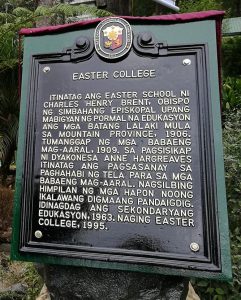 EASTER COLLEGE
ITINATAG ANG EASTER SCHOOL NI
CHARLES HENRY BRENT, OBISPO
NG SIMBAHANG EPISKOPAL UPANG
MABIGYAN NG PORMAL NA EDUKASYON
ANG MGA BATANG LALAKI MULA
SA MOUNTAIN PROVINCE, 1906.
TUMANGGAP NG MGA BABAENG
MAG-AARAL, 1909. SA PAGSISIKAP
NI DYAKONESA ANNE HARGREAVES
ITINATAG ANG PAGSASANAY SA
PAGHAHABI NG TELA PARA SA MGA
BABAENG MAG-AARAL. NAGSILBING
HIMPILAN NG MGA HAPON NOONG
IKALAWANG DIGMAANG PANDAIGDIG.
IDINAGDAG ANG SEKONDARYANG
EDUKASYON, 1963. NAGING EASTER
COLLEGE, 1995.